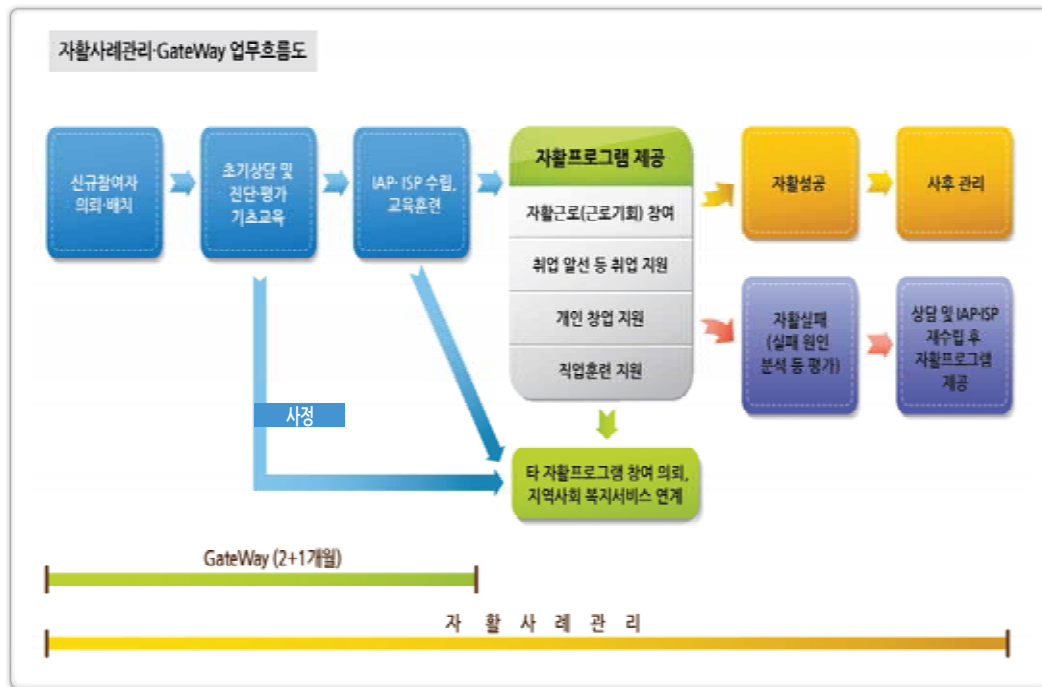 자활사례관리·GateWay 업무흐름도
신규참여자
의뢰·배치
초기상담 및
진단·평가
기초교육
IAP· ISP 수립,
교육훈련
자활프로그램 제공
자활근로(근로기회) 참여
취업 알선 등 취업 지원
개인 창업 지원
직업훈련 지원
자활성공
사후 관리
자활실패
(실패 원인
분석 등 평가)
상담 및 IAP·ISP
재수립 후
자활프로그램
제공
사정
타 자활프로그램 참여 의뢰,
지역사회 복지서비스 연계
GateWay (2+1개월)
자 활 사 례 관 리